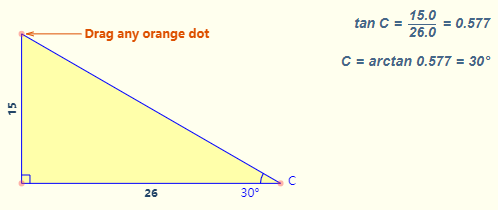 Drag any orange dot
tan C = 15.0 / 26.0 = 0.577
C = arctan 0.577 = 30°
15
C
26
30°